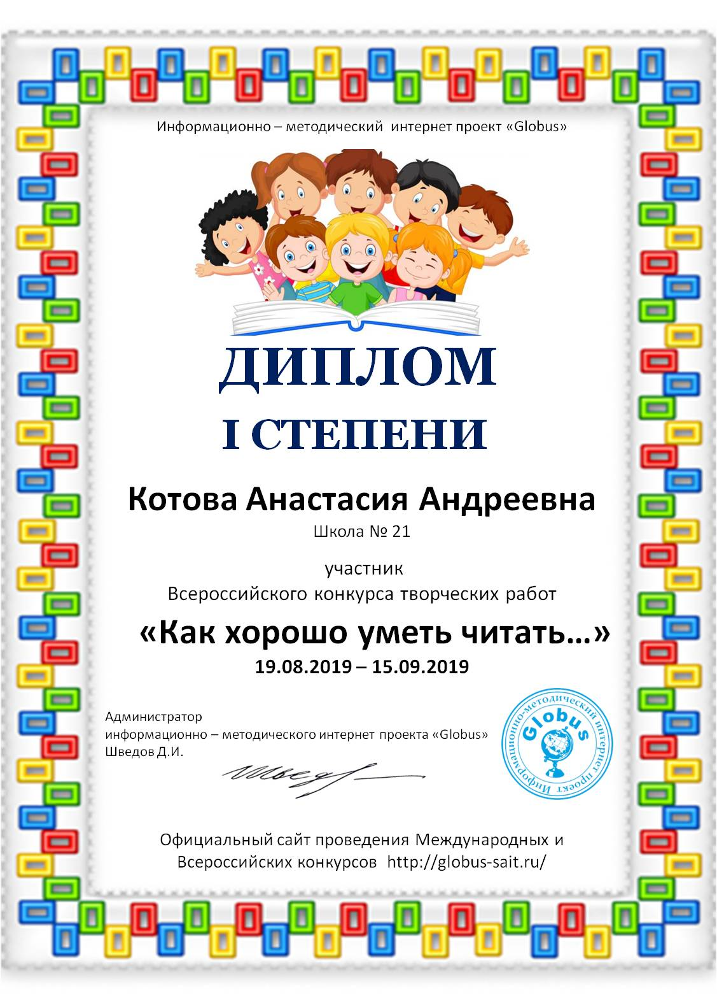 Информационно – методический интернет проект «Globus»
ДИПЛОМ
I СТЕПЕНИ
Котова Анастасия Андреевна
Школа № 21
участник
Всероссийского конкурса творческих работ
«Как хорошо уметь читать…»
19.08.2019 – 15.09.2019
Администратор
информационно – методического интернет проекта «Globus»
Шведов Д.И.
Шведов
Информационно-методический интернет проект
Globus
Официальный сайт проведения Международных и
Всероссийских конкурсов http://globus-sait.ru/